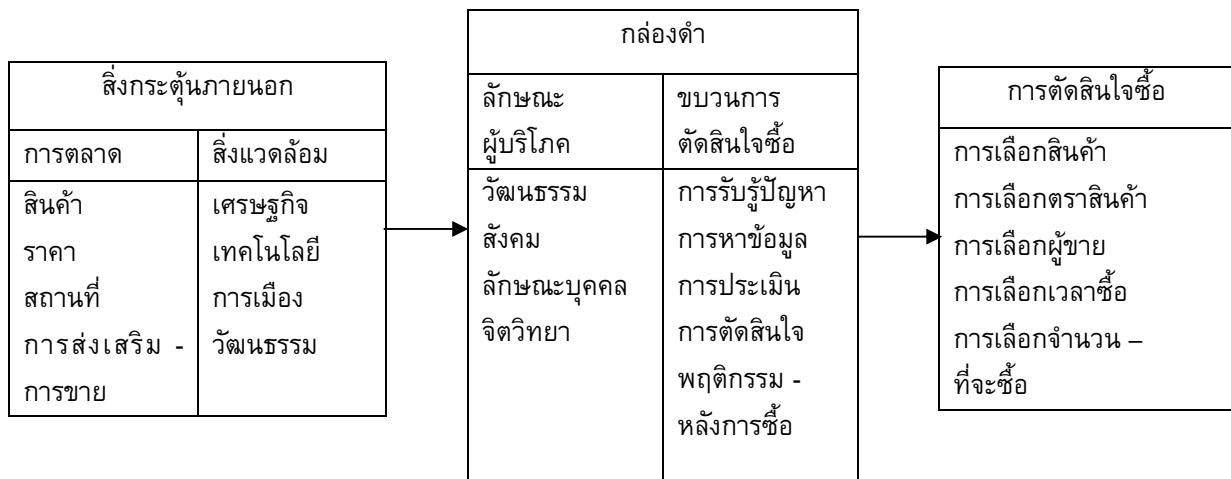 สิ่งกระตุ้นภายนอก
การตลาด
สินค้า
ราคา
สถานที่
การส่งเสริม -
การขาย
สิ่งแวดล้อม
เศรษฐกิจ
เทคโนโลยี
การเมือง
วัฒนธรรม
กล่องดำ
ลักษณะ
ผู้บริโภค
วัฒนธรรม
สังคม
ลักษณะบุคคล
จิตวิทยา
ขบวนการ
ตัดสินใจซื้อ
การรับรู้ปัญหา
การหาข้อมูล
การประเมิน
การตัดสินใจ
พฤติกรรม -
หลังการซื้อ
การตัดสินใจซื้อ
การเลือกสินค้า
การเลือกตราสินค้า
การเลือกผู้ขาย
การเลือกเวลาซื้อ
การเลือกจำนวน –
ที่จะซื้อ